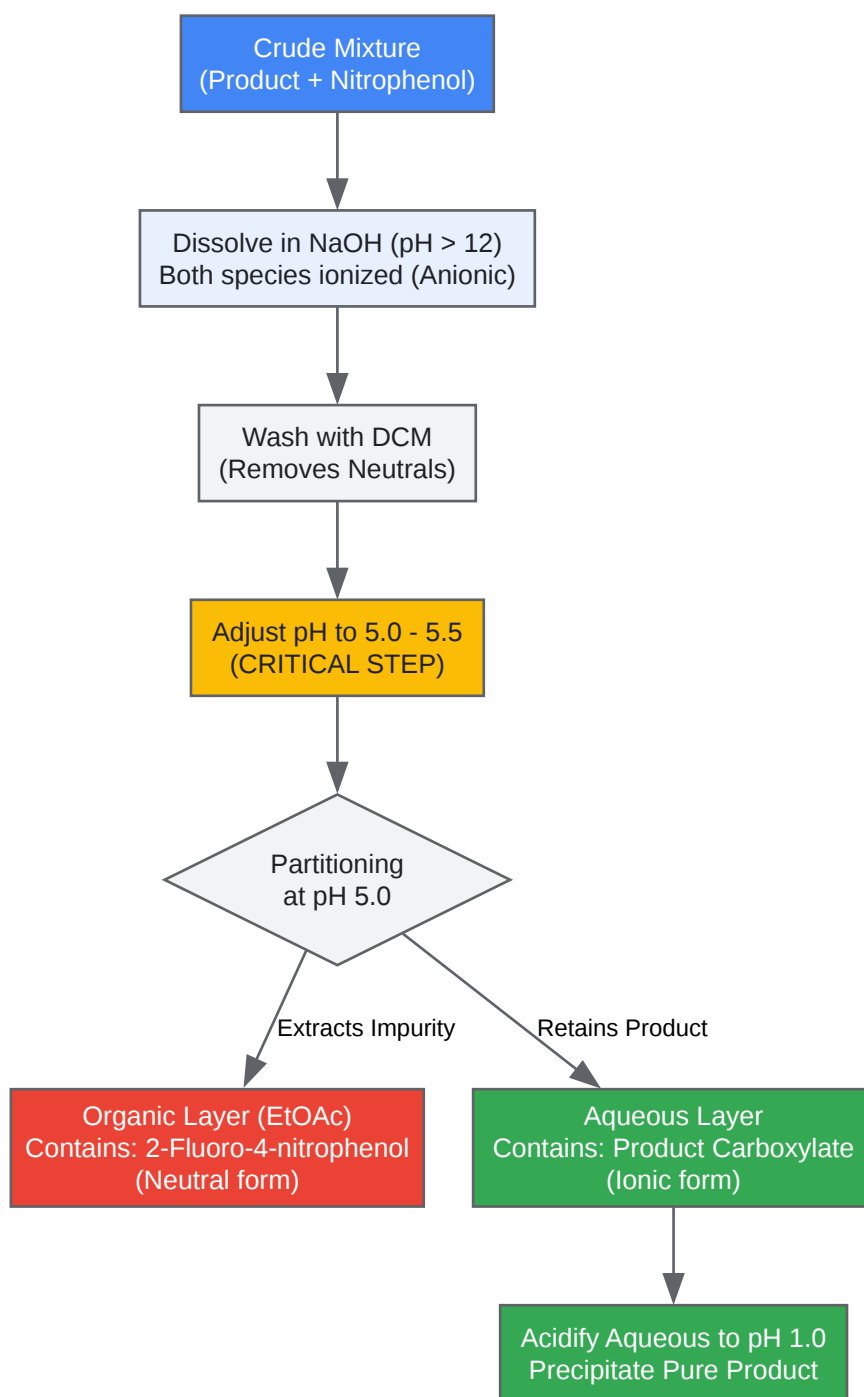 Crude Mixture
(Product + Nitrophenol)
Dissolve in NaOH (pH > 12)
Both species ionized (Anionic)
Wash with DCM
(Removes Neutrals)
Adjust pH to 5.0 - 5.5
(CRITICAL STEP)
Partitioning
at pH 5.0
Extracts Impurity
Retains Product
Organic Layer (EtOAc)
Contains: 2-Fluoro-4-nitrophenol
(Neutral form)
Aqueous Layer
Contains: Product Carboxylate
(Ionic form)
Acidify Aqueous to pH 1.0
Precipitate Pure Product